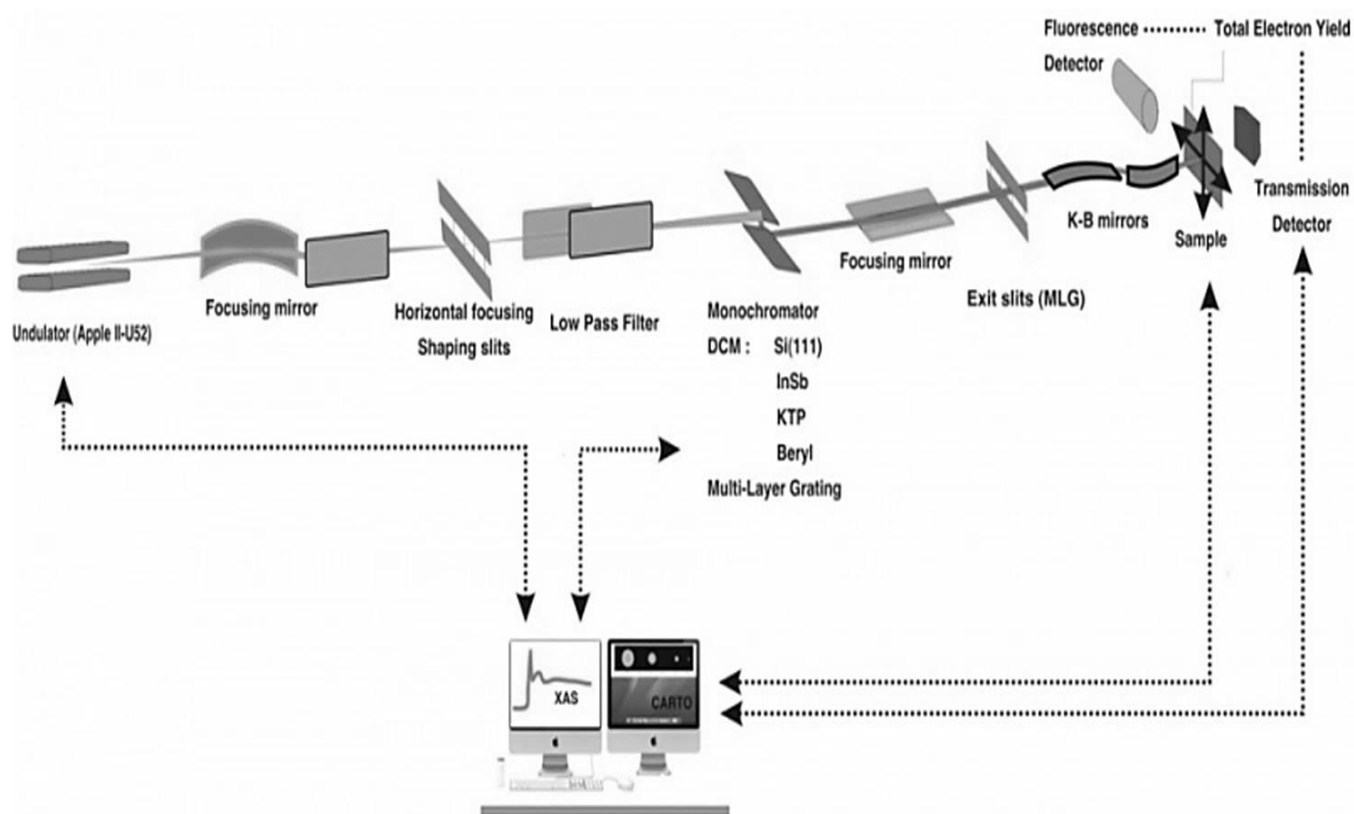 Fluorescence
Detector
Total Electron Yield
Transmission
Detector
K-B mirrors
Sample
Focusing mirror
Exit slits (MLG)
Focusing mirror
Horizontal focusing
Shaping slits
Low Pass Filter
Undulator (Apple II-U52)
Monochromator
DCM : Si(111)
InSb
KTP
Beryl
Multi-Layer Grating
XAS
CARTO